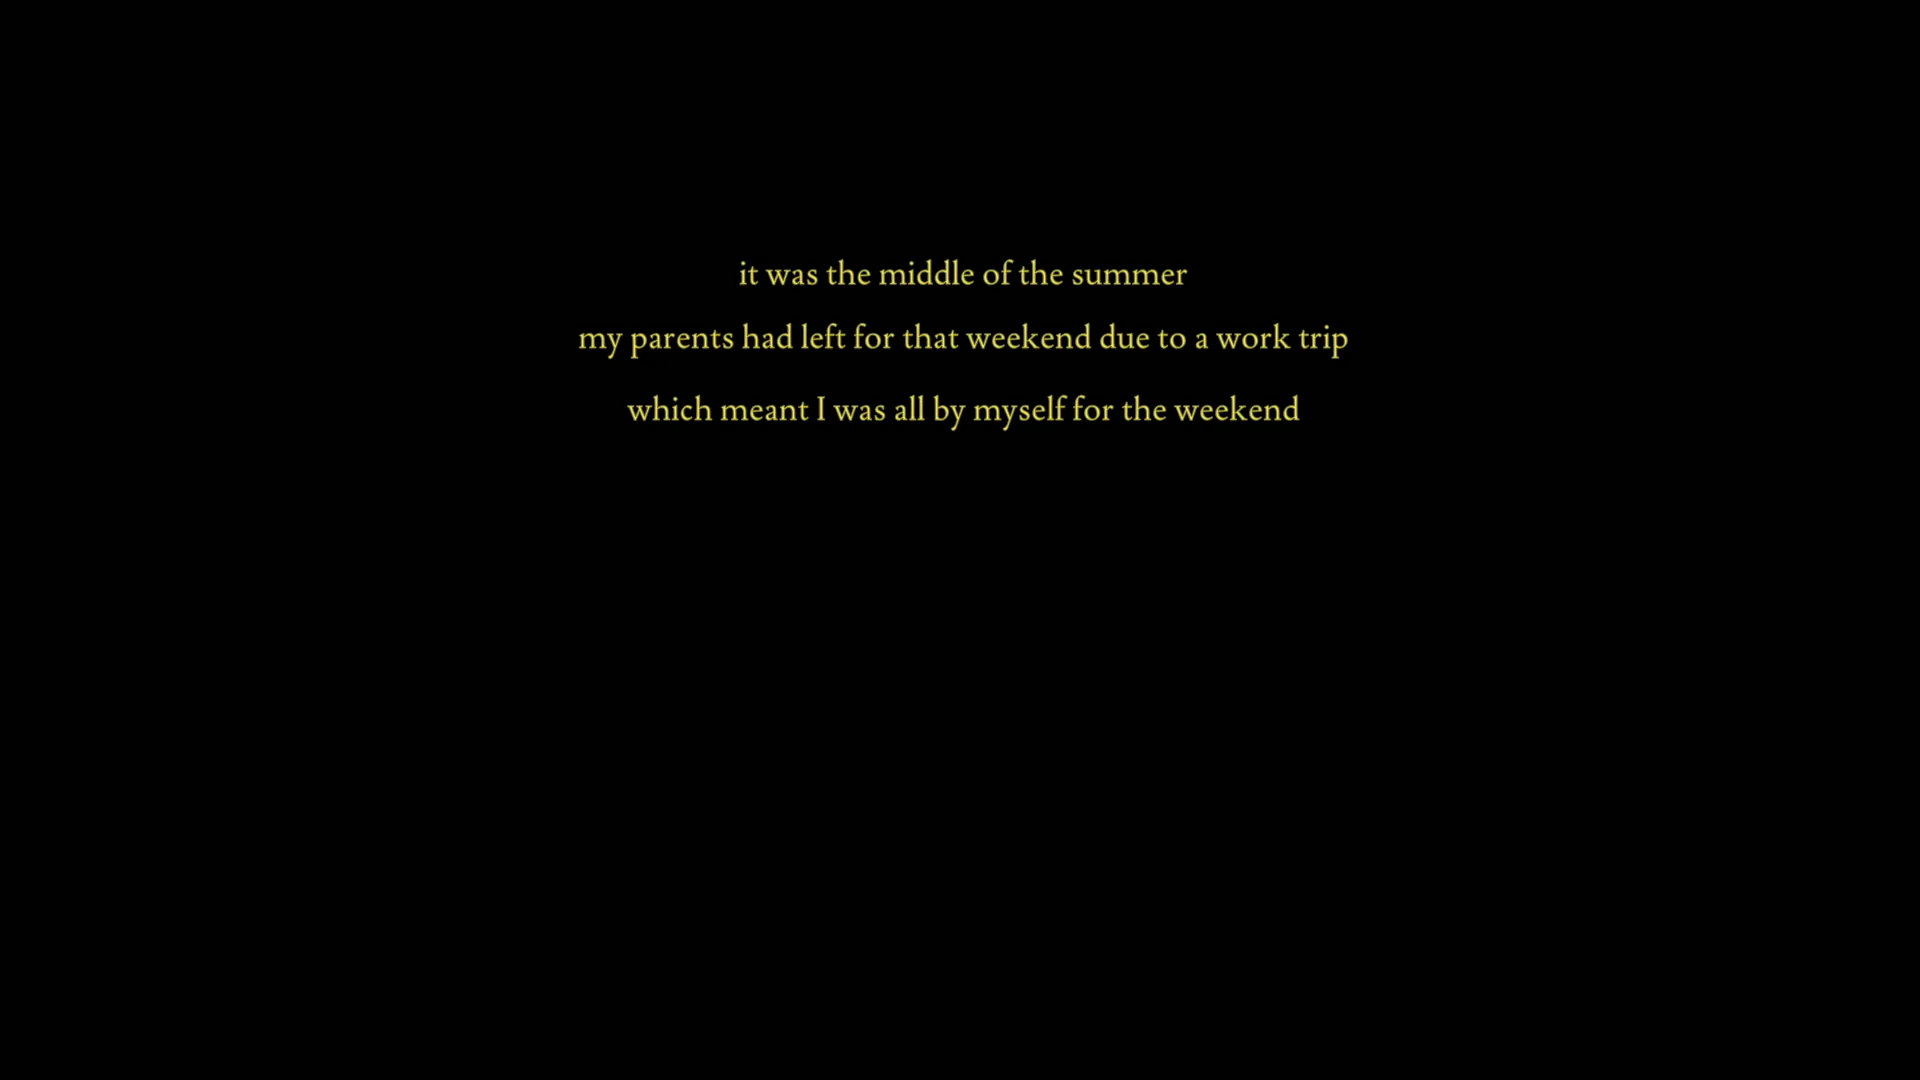 it was the middle of the summer
my parents had left for that weekend due to a work trip
which meant I was all by myself for the weekend